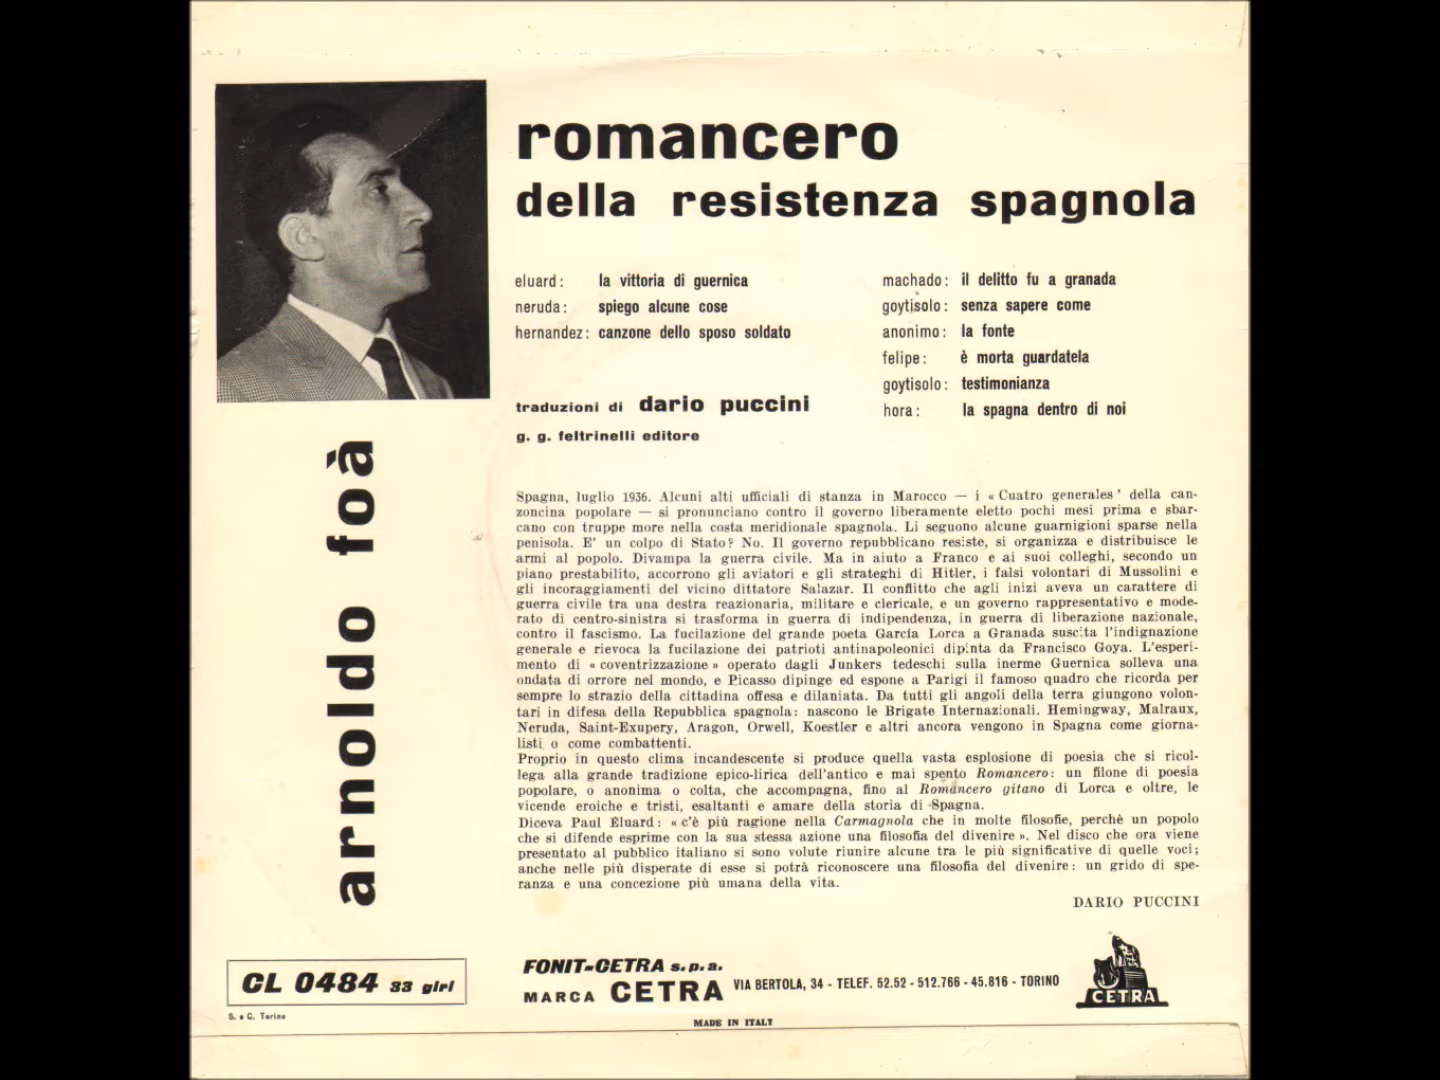 romancero
della resistenza spagnola
eluard: la vittoria di guernica
neruda: spiego alcune cose
hernandez: canzone dello sposo soldato
machado: il delitto fu a granada
goytisolo: senza sapere come
anonimo: la fonte
felipe: è morta guardatela
goytisolo: testimonianza
hora: la spagna dentro di noi
traduzioni di dario puccini
g. g. feltrinelli editore
arnoldo foà
Spagna, luglio 1936. Alcuni alti ufficiali di stanza in Marocco — i « Cuatro generales ' della can-
zoncina popolare — si pronunciano contro il governo liberamente eletto pochi mesi prima e sbar-
cano con truppe more nella costa meridionale spagnola. Li seguono alcune guarnigioni sparse nella
penisola. E' un colpo di Stato? No. Il governo repubblicano resiste, si organizza e distribuisce le
armi al popolo. Divampa la guerra civile. Ma in aiuto a Franco e ai suoi colleghi, secondo un
piano prestabilito, accorrono gli aviatori e gli strateghi di Hitler, i falsi volontari di Mussolini e
gli incoraggiamenti del vicino dittatore Salazar. Il conflitto che agli inizi aveva un carattere di
guerra civile tra una destra reazionaria, militare e clericale, e un governo rappresentativo e mode-
rato di centro-sinistra si trasforma in guerra di indipendenza, in guerra di liberazione nazionale,
contro il fascismo. La fucilazione del grande poeta García Lorca a Granada suscita l'indignazione
generale e rievoca la fucilazione dei patrioti antinapoleonici dipinta da Francisco Goya. L'esperi-
mento di « coventrizzazione » operato dagli Junkers tedeschi sulla inerme Guernica solleva una
ondata di orrore nel mondo, e Picasso dipinge ed espone a Parigi il famoso quadro che ricorda per
sempre lo strazio della cittadina offesa e dilaniata. Da tutti gli angoli della terra giungono volon-
tari in difesa della Repubblica spagnola: nascono le Brigate Internazionali. Hemingway, Malraux,
Neruda, Saint-Exupery, Aragon, Orwell, Koestler e altri ancora vengono in Spagna come giorna-
listi o come combattenti.
Proprio in questo clima incandescente si produce quella vasta esplosione di poesia che si ricol-
lega alla grande tradizione epico-lirica dell'antico e mai spento Romancero: un filone di poesia
popolare, o anonima o colta, che accompagna, fino al Romancero gitano di Lorca e oltre, le
vicende eroiche e tristi, esaltanti e amare della storia di Spagna.
Diceva Paul Éluard: « c'è più ragione nella Carmagnola che in molte filosofie, perchè un popolo
che si difende esprime con la sua stessa azione una filosofia del divenire ». Nel disco che ora viene
presentato al pubblico italiano si sono volute riunire alcune tra le più significative di quelle voci;
anche nelle più disperate di esse si potrà riconoscere una filosofia del divenire: un grido di spe-
ranza e una concezione più umana della vita.
DARIO PUCCINI
CL 0484 33 giri
S. e C. Torino
FONIT-CETRA s.p.a.
MARCA CETRA VIA BERTOLA, 34 - TELEF. 52.52 - 512.766 - 45.816 - TORINO
CETRA
MADE IN ITALY